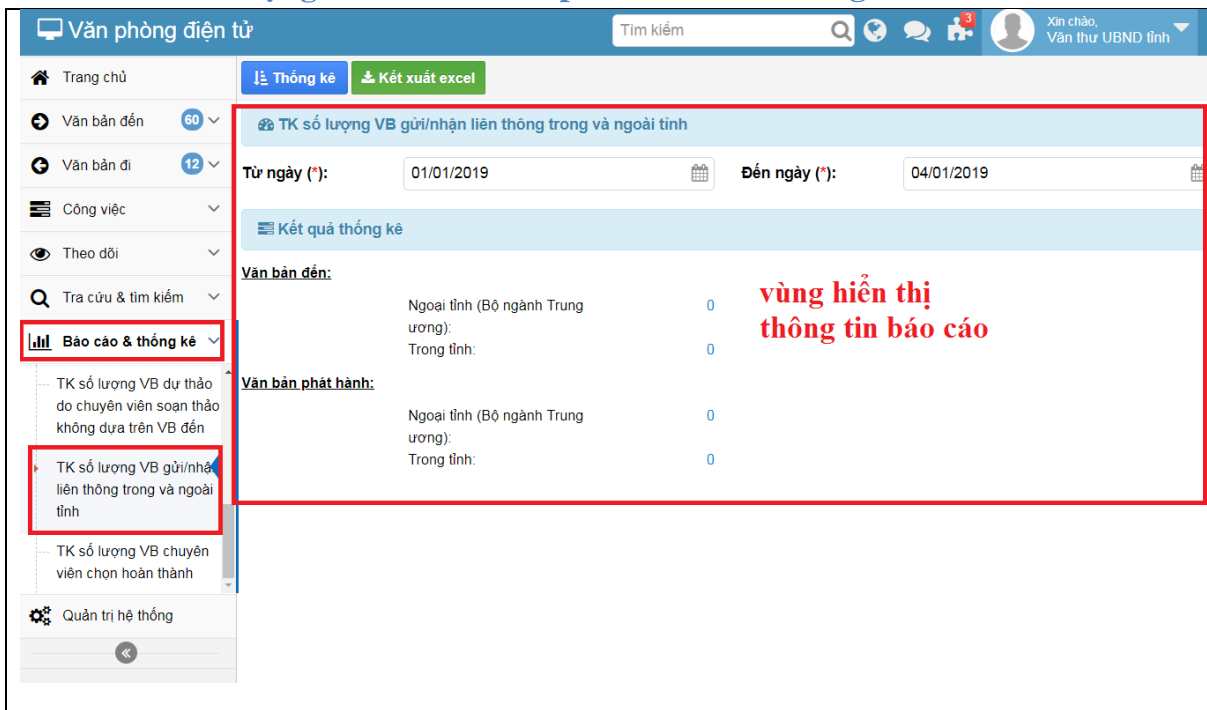 Văn phòng điện tử
Tìm kiếm
3
Xin chào,
Văn thư UBND tỉnh
Trang chủ
Văn bản đến 60
Văn bản đi 12
Công việc
Theo dõi
Tra cứu & tìm kiếm
Báo cáo & thống kê
TK số lượng VB dự thảo
do chuyên viên soạn thảo
không dựa trên VB đến
TK số lượng VB gửi/nhậ
liên thông trong và ngoài
tỉnh
TK số lượng VB chuyên
viên chọn hoàn thành
Quản trị hệ thống
Thống kê Kết xuất excel
TK số lượng VB gửi/nhận liên thông trong và ngoài tỉnh
Từ ngày (*): 01/01/2019 Đến ngày (*): 04/01/2019
Kết quả thống kê
Văn bản đến:
Ngoại tỉnh (Bộ ngành Trung 0
ương):
Trong tỉnh: 0
Văn bản phát hành:
Ngoại tỉnh (Bộ ngành Trung 0
ương):
Trong tỉnh: 0
vùng hiển thị
thông tin báo cáo